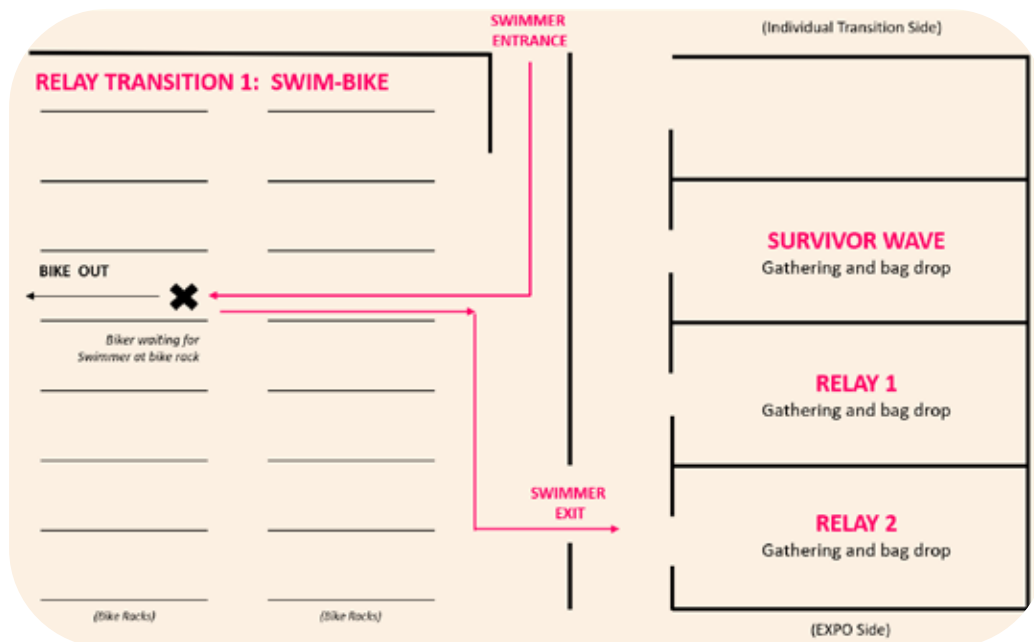 SWIMMER
ENTRANCE
(Individual Transition Side)
RELAY TRANSITION 1: SWIM-BIKE
SURVIVOR WAVE
Gathering and bag drop
BIKE OUT
Biker waiting for
Swimmer at bike rack
RELAY 1
Gathering and bag drop
SWIMMER
EXIT
RELAY 2
Gathering and bag drop
(Bike Racks)
(Bike Racks)
(EXPO Side)